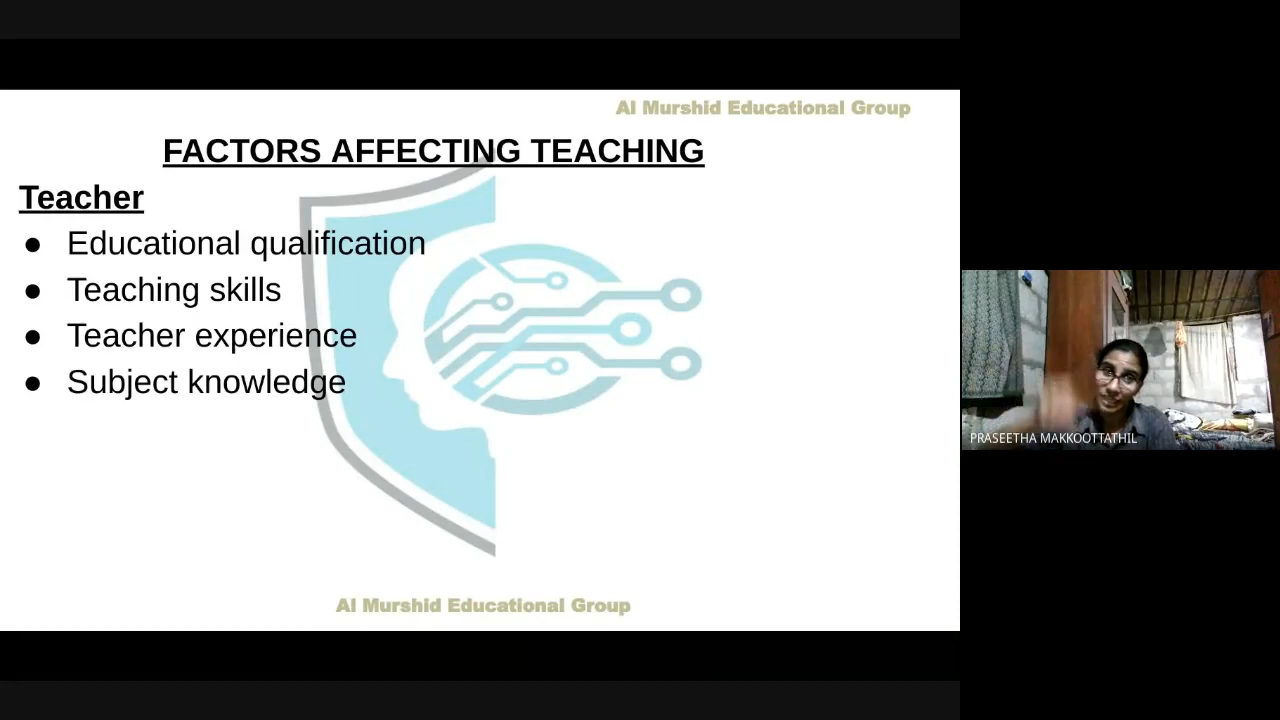 Al Murshid Educational Group
FACTORS AFFECTING TEACHING
Teacher
● Educational qualification
● Teaching skills
● Teacher experience
● Subject knowledge
Al Murshid Educational Group
PRASEETHA MAKKOOTTATHIL